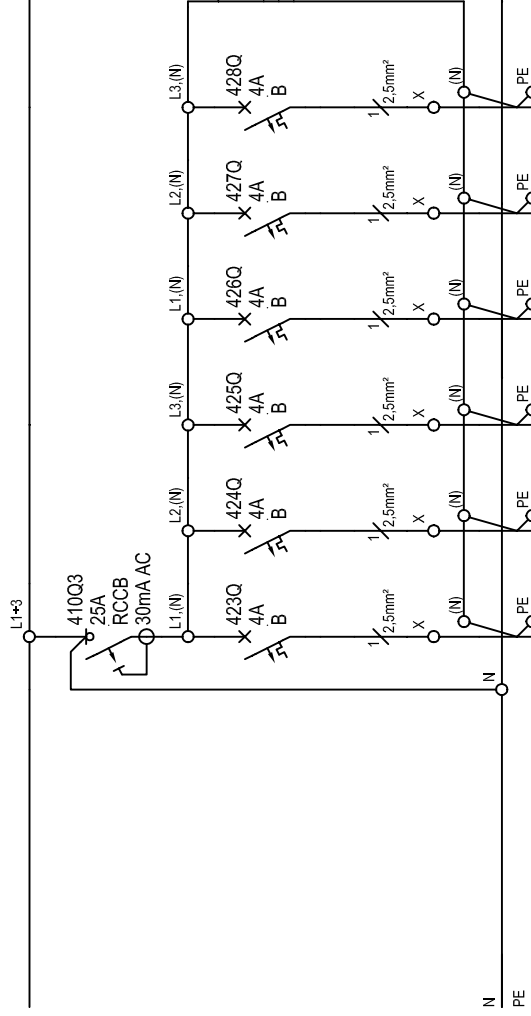 L1÷3
410Q3
25A
RCCB
30mA AC
L1,(N)
L2,(N)
L3,(N)
L1,(N)
L2,(N)
L3,(N)
423Q
4A
B
424Q
4A
B
425Q
4A
B
426Q
4A
B
427Q
4A
B
428Q
4A
B
1
2,5mm²
1
2,5mm²
1
2,5mm²
1
2,5mm²
1
2,5mm²
1
2,5mm²
X
X
X
X
X
X
(N)
(N)
(N)
(N)
(N)
(N)
N
N
PE
PE
PE
PE
PE
PE
PE